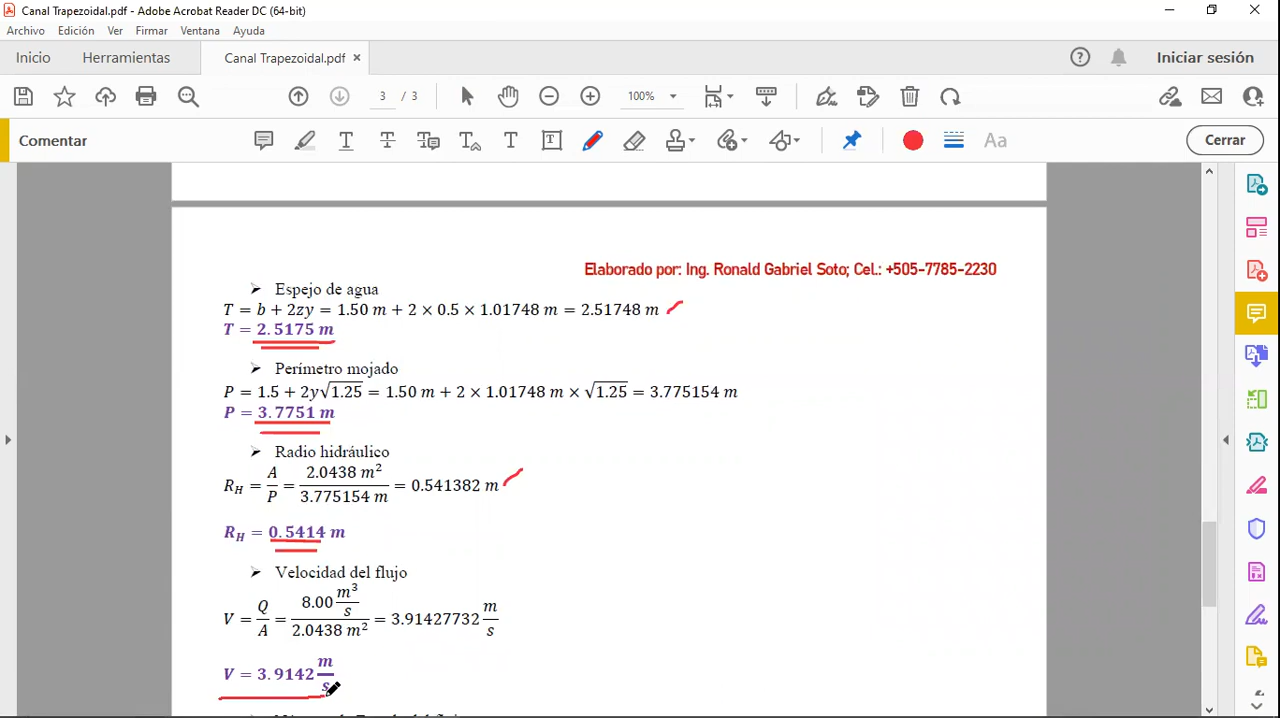 Canal Trapezoidal.pdf - Adobe Acrobat Reader DC (64-bit)
Archivo Edición Ver Firmar Ventana Ayuda
Inicio Herramientas Canal Trapezoidal.pdf × Iniciar sesión
3 / 3 100%
Comentar Aa Cerrar
Elaborado por: Ing. Ronald Gabriel Soto; Cel.: +505-7785-2230
➢ Espejo de agua
T = b + 2zy = 1.50 m + 2 × 0.5 × 1.01748 m = 2.51748 m
T = 2.5175 m
➢ Perímetro mojado
P = 1.5 + 2y√1.25 = 1.50 m + 2 × 1.01748 m × √1.25 = 3.775154 m
P = 3.7751 m
➢ Radio hidráulico
R_H = A/P = 2.0438 m²/3.775154 m = 0.541382 m
R_H = 0.5414 m
➢ Velocidad del flujo
V = Q/A = 8.00 m³/s / 2.0438 m² = 3.91427732 m/s
V = 3.9142 m/s